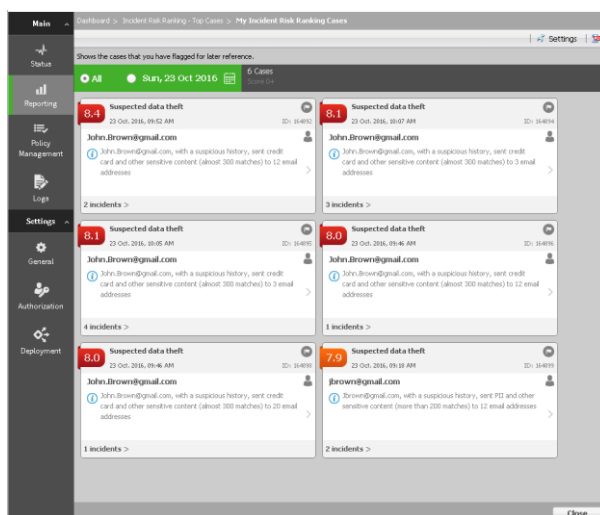 Main
Dashboard > Incident Risk Ranking - Top Cases > My Incident Risk Ranking Cases
Settings
Status
Shows the cases that you have flagged for later reference.
All
Sun, 23 Oct 2016
6 Cases
Score 0+
Reporting
8.4
Suspected data theft
23 Oct. 2016, 09:52 AM
ID: 164892
John.Brown@gmail.com
John.Brown@gmail.com, with a suspicious history, sent credit
card and other sensitive content (almost 300 matches) to 12 email
addresses
2 incidents >
8.1
Suspected data theft
23 Oct. 2016, 10:07 AM
ID: 164894
John.Brown@gmail.com
John.Brown@gmail.com, with a suspicious history, sent credit
card and other sensitive content (almost 300 matches) to 3 email
addresses
3 incidents >
Policy
Management
Logs
Settings
General
Authorization
Deployment
8.1
Suspected data theft
23 Oct. 2016, 10:05 AM
ID: 164895
John.Brown@gmail.com
John.Brown@gmail.com, with a suspicious history, sent credit
card and other sensitive content (almost 300 matches) to 3 email
addresses
4 incidents >
8.0
Suspected data theft
23 Oct. 2016, 09:46 AM
ID: 164896
John.Brown@gmail.com
John.Brown@gmail.com, with a suspicious history, sent credit
card and other sensitive content (almost 300 matches) to 12 email
addresses
1 incidents >
8.0
Suspected data theft
23 Oct. 2016, 09:46 AM
John.Brown@gmail.com
John.Brown@gmail.com, with a suspicious history, sent credit
card and other sensitive content (almost 300 matches) to 20 email
addresses
1 incidents >
7.9
Suspected data theft
23 Oct. 2016, 09:18 AM
ID: 164899
jbrown@gmail.com
Jbrown@gmail.com, with a suspicious history, sent PII and other
sensitive content (more than 200 matches) to 12 email addresses
2 incidents >
Close